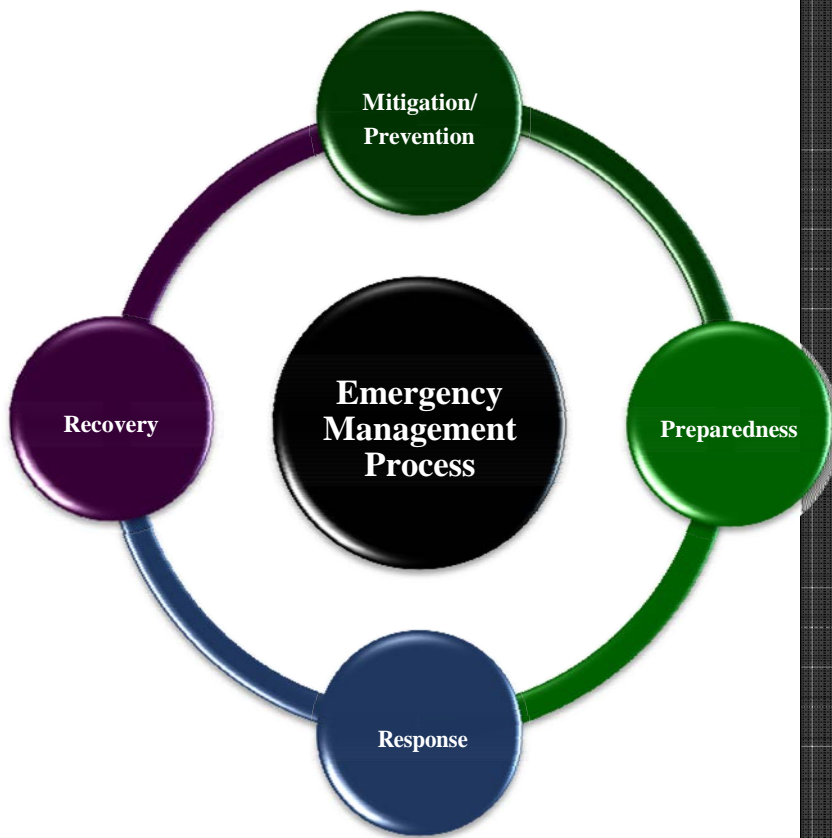 Mitigation/
Prevention
Emergency
Management
Process
Recovery
Preparedness
Response